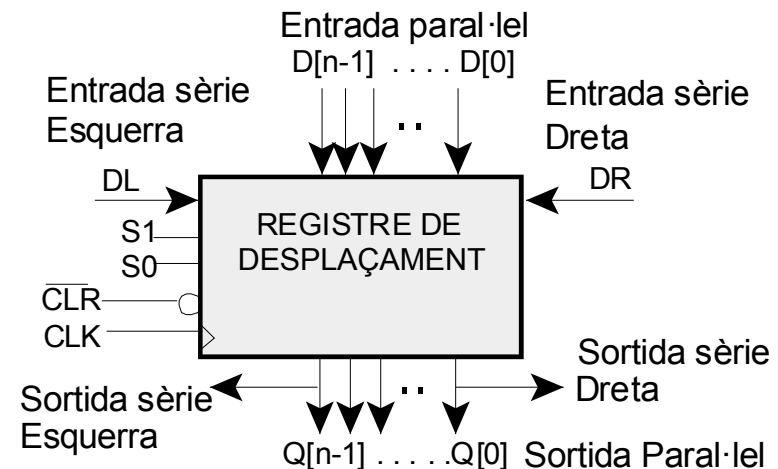 Entrada paral·lel
D[n-1] . . . . D[0]
Entrada sèrie
Esquerra
. .
Entrada sèrie
Dreta
DL
DR
S1
S0
CLR
CLK
REGISTRE DE
DESPLAÇAMENT
Sortida sèrie
Esquerra
. .
Sortida sèrie
Dreta
Q[n-1] . . . . .Q[0] Sortida Paral·lel